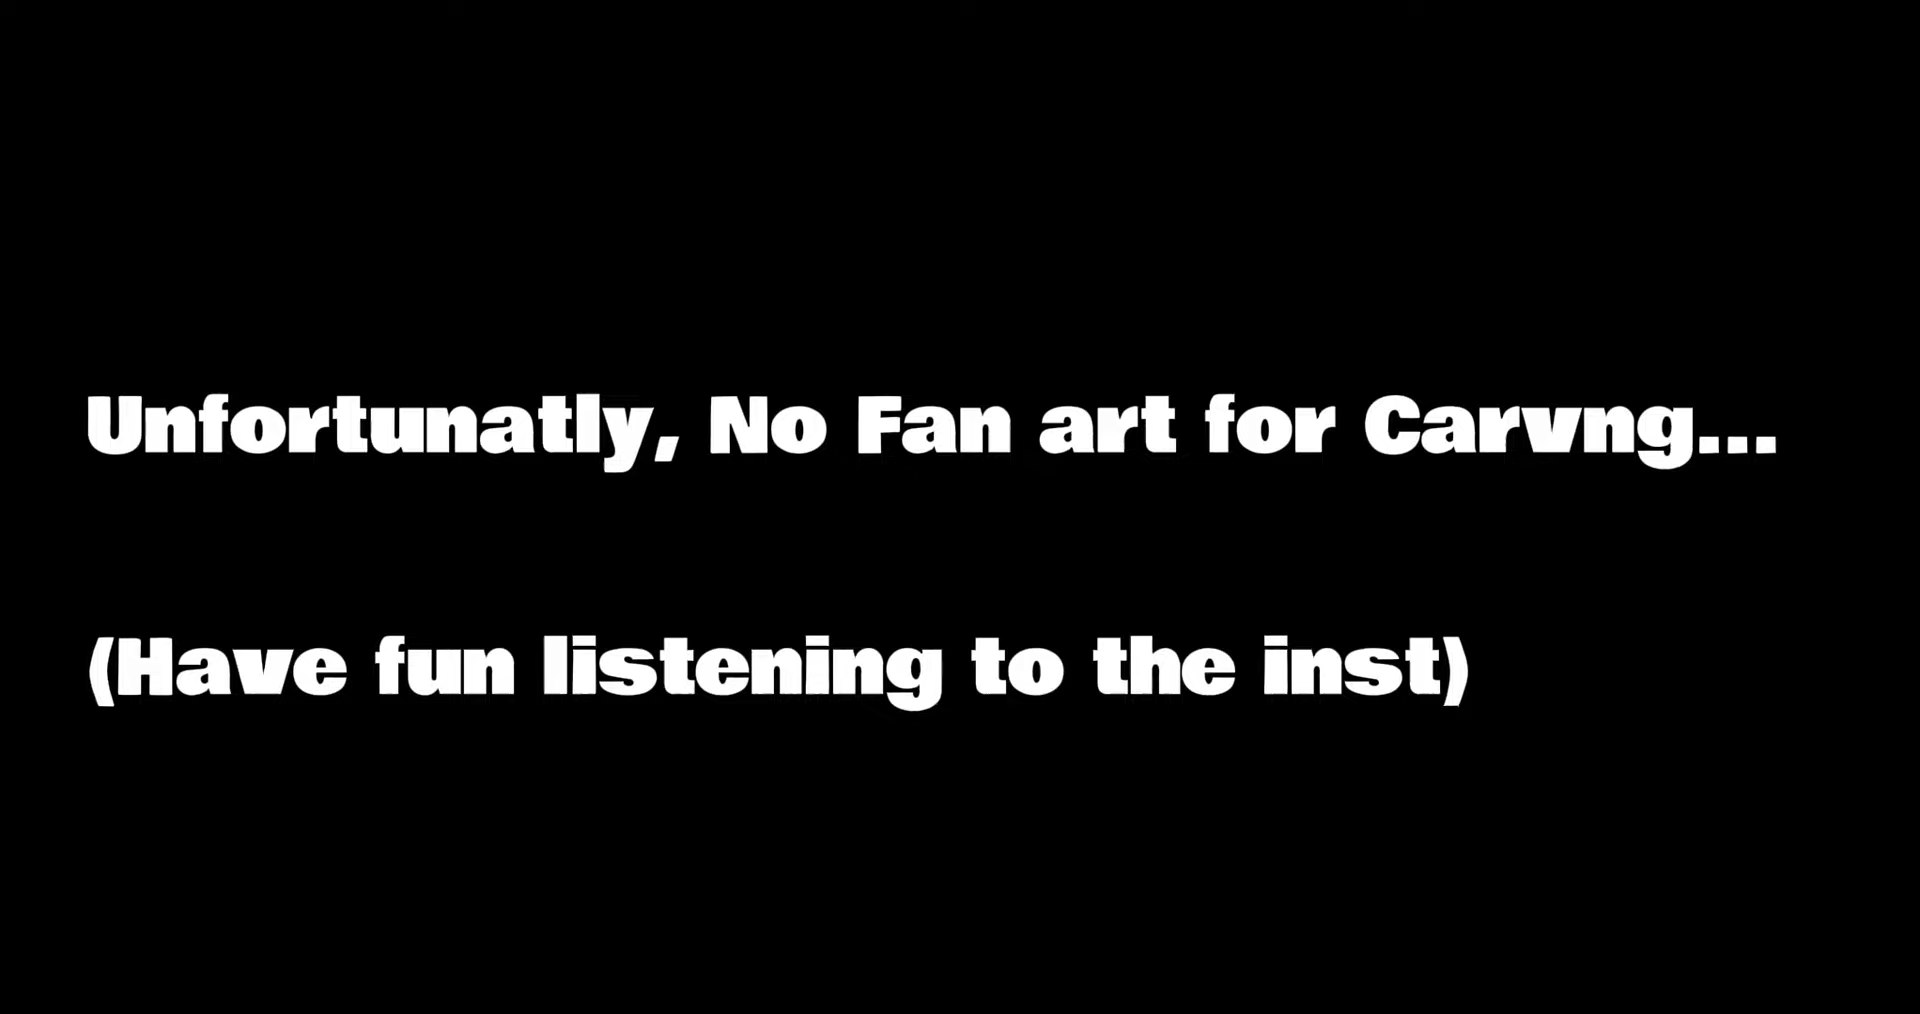 Unfortunatly, No Fan art for Carvng...
(Have fun listening to the inst)